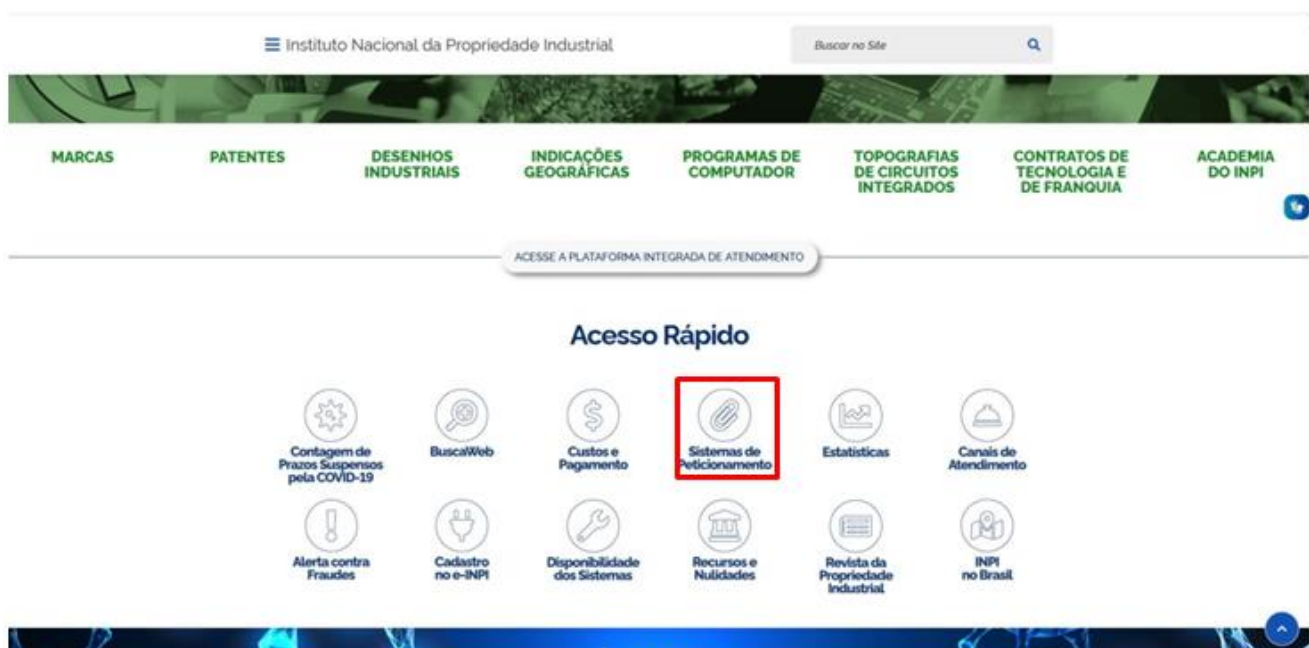 Instituto Nacional da Propriedade Industrial
Buscar no Site
MARCAS
PATENTES
DESENHOS
INDUSTRIAIS
INDICAÇÕES
GEOGRÁFICAS
PROGRAMAS DE
COMPUTADOR
TOPOGRAFIAS
DE CIRCUITOS
INTEGRADOS
CONTRATOS DE
TECNOLOGIA E
DE FRANQUIA
ACADEMIA
DO INPI
ACESSE A PLATAFORMA INTEGRADA DE ATENDIMENTO
Acesso Rápido
Contagem de
Prazos Suspensos
pela COVID-19
BuscaWeb
Custos e
Pagamento
Sistemas de
Peticionamento
Estatísticas
Canais de
Atendimento
Alerta contra
Fraudes
Cadastro
no e-INPI
Disponibilidade
dos Sistemas
Recursos e
Nulidades
Revista da
Propriedade
Industrial
INPI
no Brasil